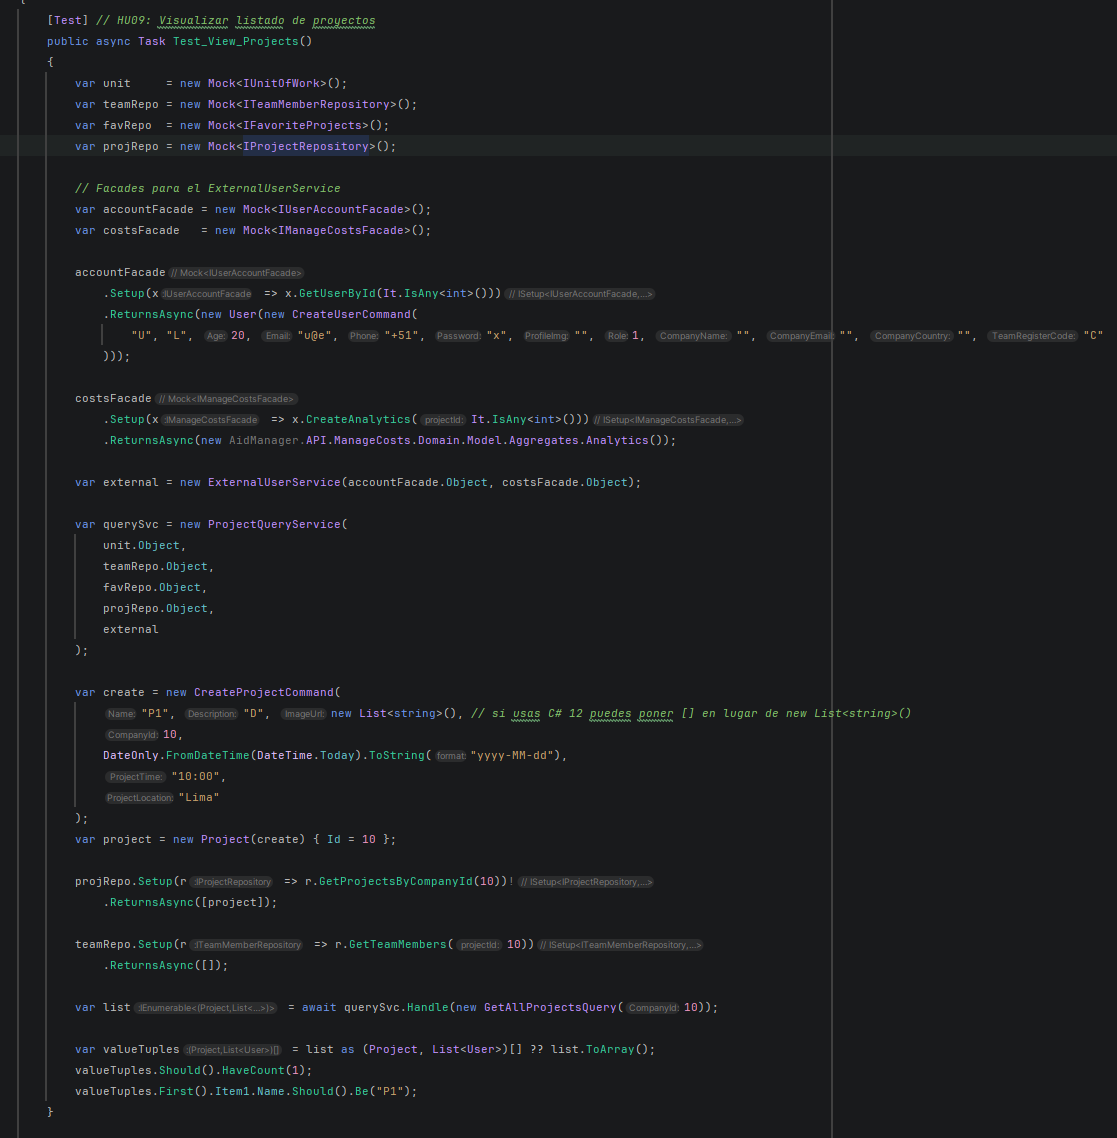 {
[Test] // HU09: Visualizar listado de proyectos
public async Task Test_View_Projects()
{
var unit     = new Mock<IUnitOfWork>();
var teamRepo = new Mock<ITeamMemberRepository>();
var favRepo  = new Mock<IFavoriteProjects>();
var projRepo = new Mock<IProjectRepository>();
// Facades para el ExternalUserService
var accountFacade = new Mock<IUserAccountFacade>();
var costsFacade   = new Mock<IManageCostsFacade>();
accountFacade // Mock<IUserAccountFacade>
.Setup(x :IUserAccountFacade => x.GetUserById(It.IsAny<int>())) // ISetup<IUserAccountFacade,...>
.ReturnsAsync(new User(new CreateUserCommand(
"U", "L", Age: 20, Email: "u@e", Phone: "+51", Password: "x", ProfileImg: "", Role: 1, CompanyName: "", CompanyEmail: "", CompanyCountry: "", TeamRegisterCode: "C"
)));
costsFacade // Mock<IManageCostsFacade>
.Setup(x :IManageCostsFacade => x.CreateAnalytics( projectId: It.IsAny<int>())) // ISetup<IManageCostsFacade,...>
.ReturnsAsync(new AidManager.API.ManageCosts.Domain.Model.Aggregates.Analytics());
var external = new ExternalUserService(accountFacade.Object, costsFacade.Object);
var querySvc = new ProjectQueryService(
unit.Object,
teamRepo.Object,
favRepo.Object,
projRepo.Object,
external
);
var create = new CreateProjectCommand(
Name: "P1", Description: "D", ImageUrl: new List<string>(), // si usas C# 12 puedes poner [] en lugar de new List<string>()
CompanyId: 10,
DateOnly.FromDateTime(DateTime.Today).ToString( format: "yyyy-MM-dd"),
ProjectTime: "10:00",
ProjectLocation: "Lima"
);
var project = new Project(create) { Id = 10 };
projRepo.Setup(r :IProjectRepository => r.GetProjectsByCompanyId(10))! // ISetup<IProjectRepository,...>
.ReturnsAsync([project]);
teamRepo.Setup(r :ITeamMemberRepository => r.GetTeamMembers( projectId: 10)) // ISetup<ITeamMemberRepository,...>
.ReturnsAsync([]);
var list :IEnumerable<(Project,List<...>)> = await querySvc.Handle(new GetAllProjectsQuery( CompanyId: 10));
var valueTuples :(Project,List<User>)[] = list as (Project, List<User>)[] ?? list.ToArray();
valueTuples.Should().HaveCount(1);
valueTuples.First().Item1.Name.Should().Be("P1");
}